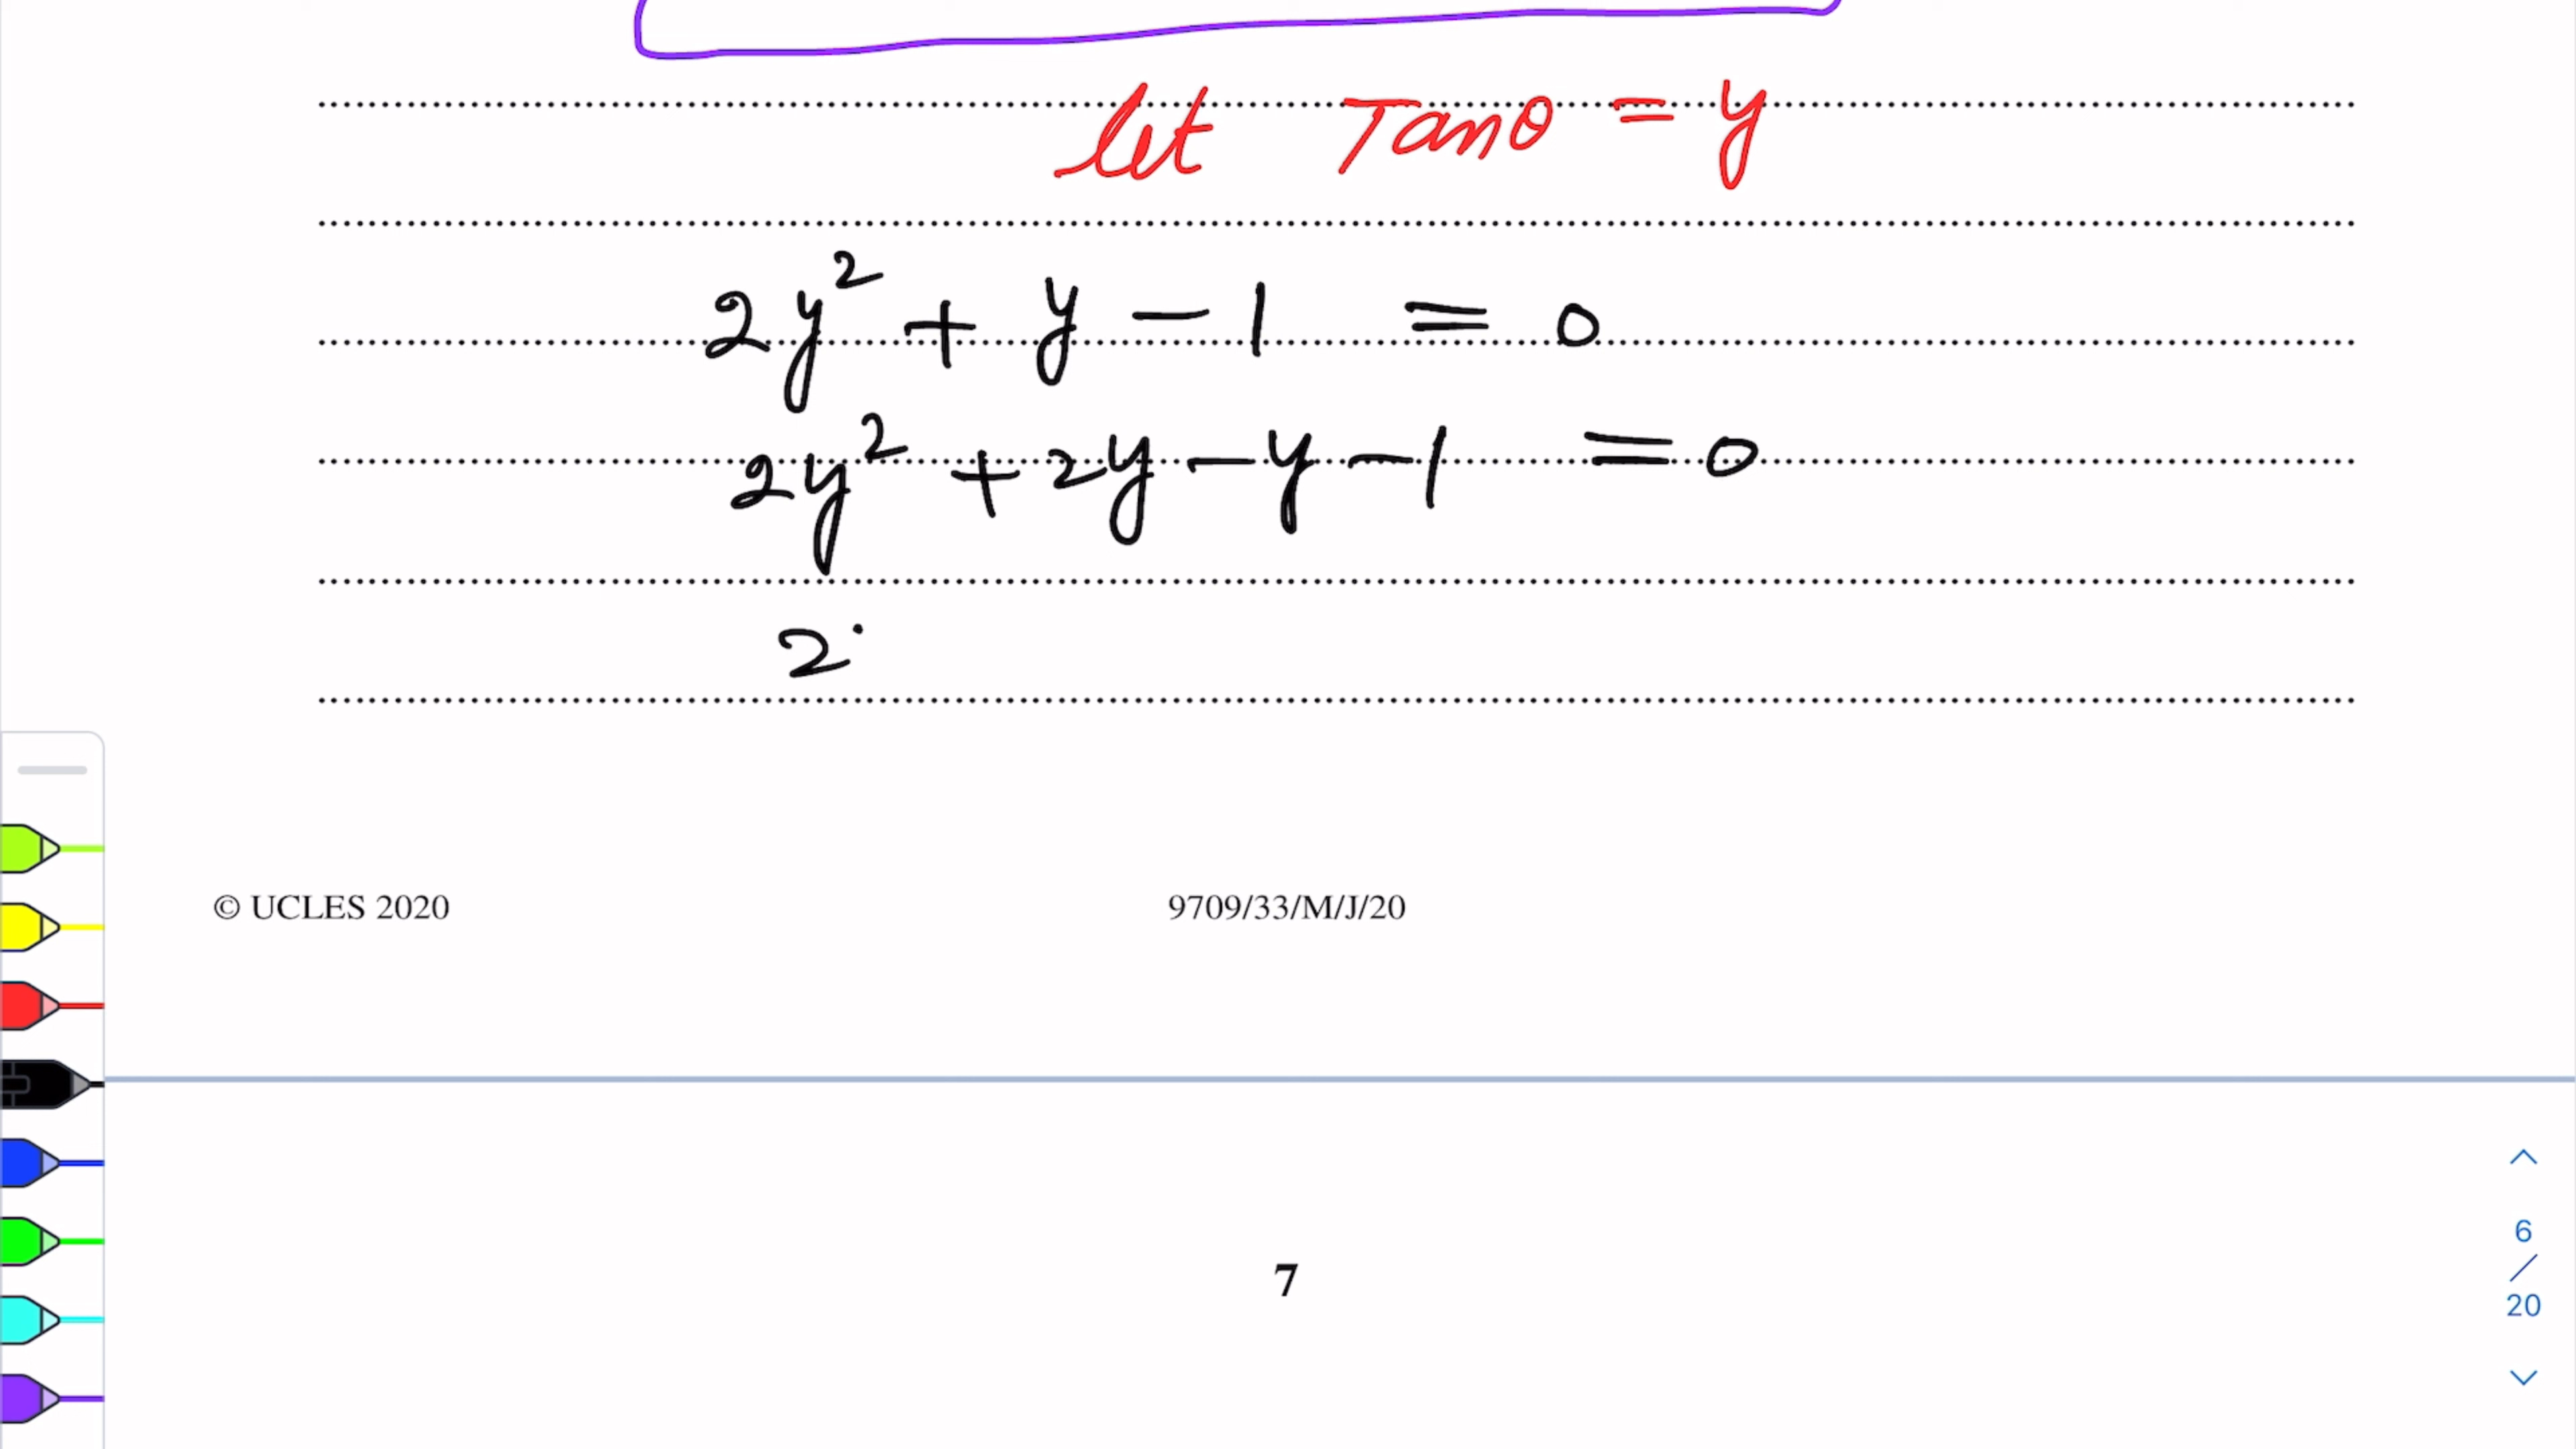 let Tanθ = y
2y² + y − 1 = 0
2y² + 2y − y − 1 = 0
2
© UCLES 2020 9709/33/M/J/20
7
6
/
20